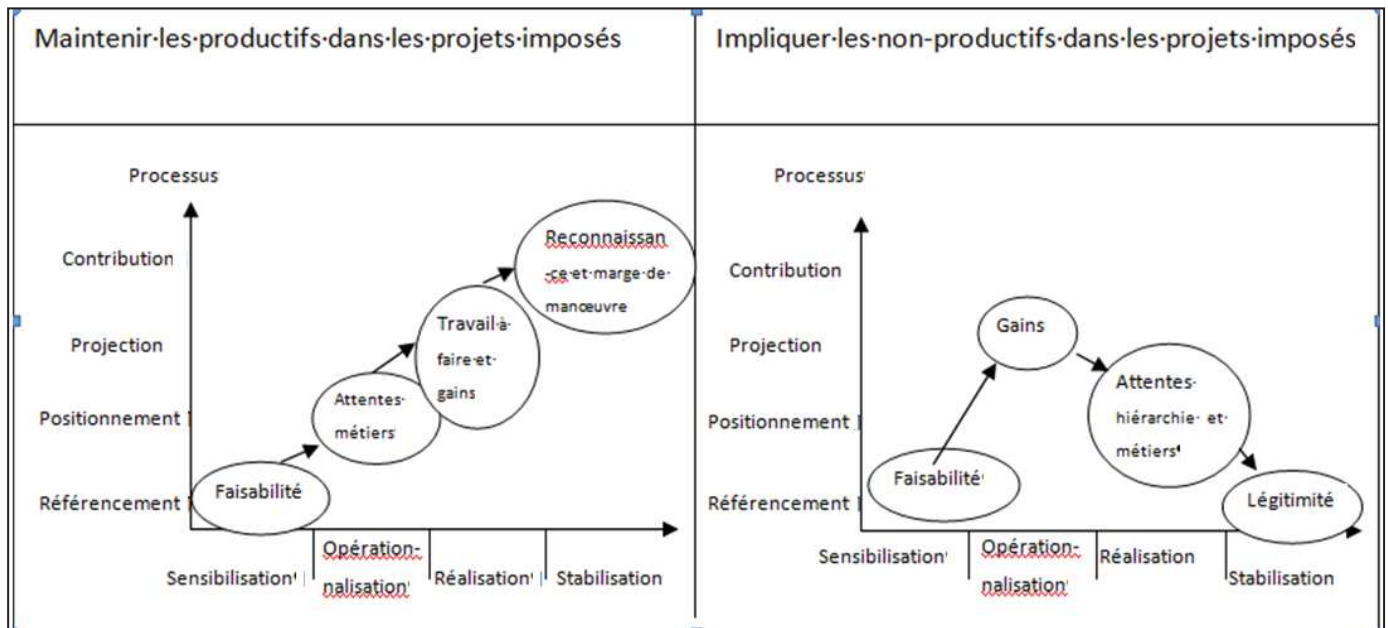 Maintenir·les·productifs·dans·les·projets·imposés
Impliquer·les·non-productifs·dans·les·projets·imposés
Processus
Contribution
Projection
Positionnement
Référencement
Reconnaissan
-ce·et·marge·de·
manœuvre
Travail·à·
faire·et·
gains
Attentes·
métiers
Faisabilité
Sensibilisation
Opération-
nalisation
Réalisation
Stabilisation
Processus
Contribution
Projection
Positionnement
Référencement
Gains
Attentes·
hiérarchie· et·
métiers
Faisabilité
Légitimité
Sensibilisation
Opération-
nalisation
Réalisation
Stabilisation